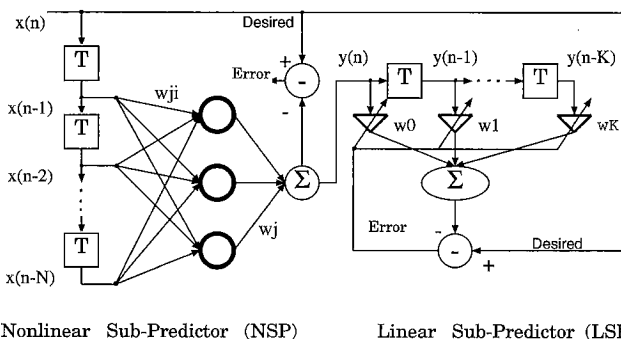 x(n)
Desired
T
+
-
-
Error
y(n)
T
y(n-1)
T
y(n-K)
x(n-1)
wji
T
w0
w1
wK
x(n-2)
Σ
Σ
T
wj
Error
-
-
+
Desired
x(n-N)
Nonlinear Sub-Predictor (NSP)
Linear Sub-Predictor (LSP